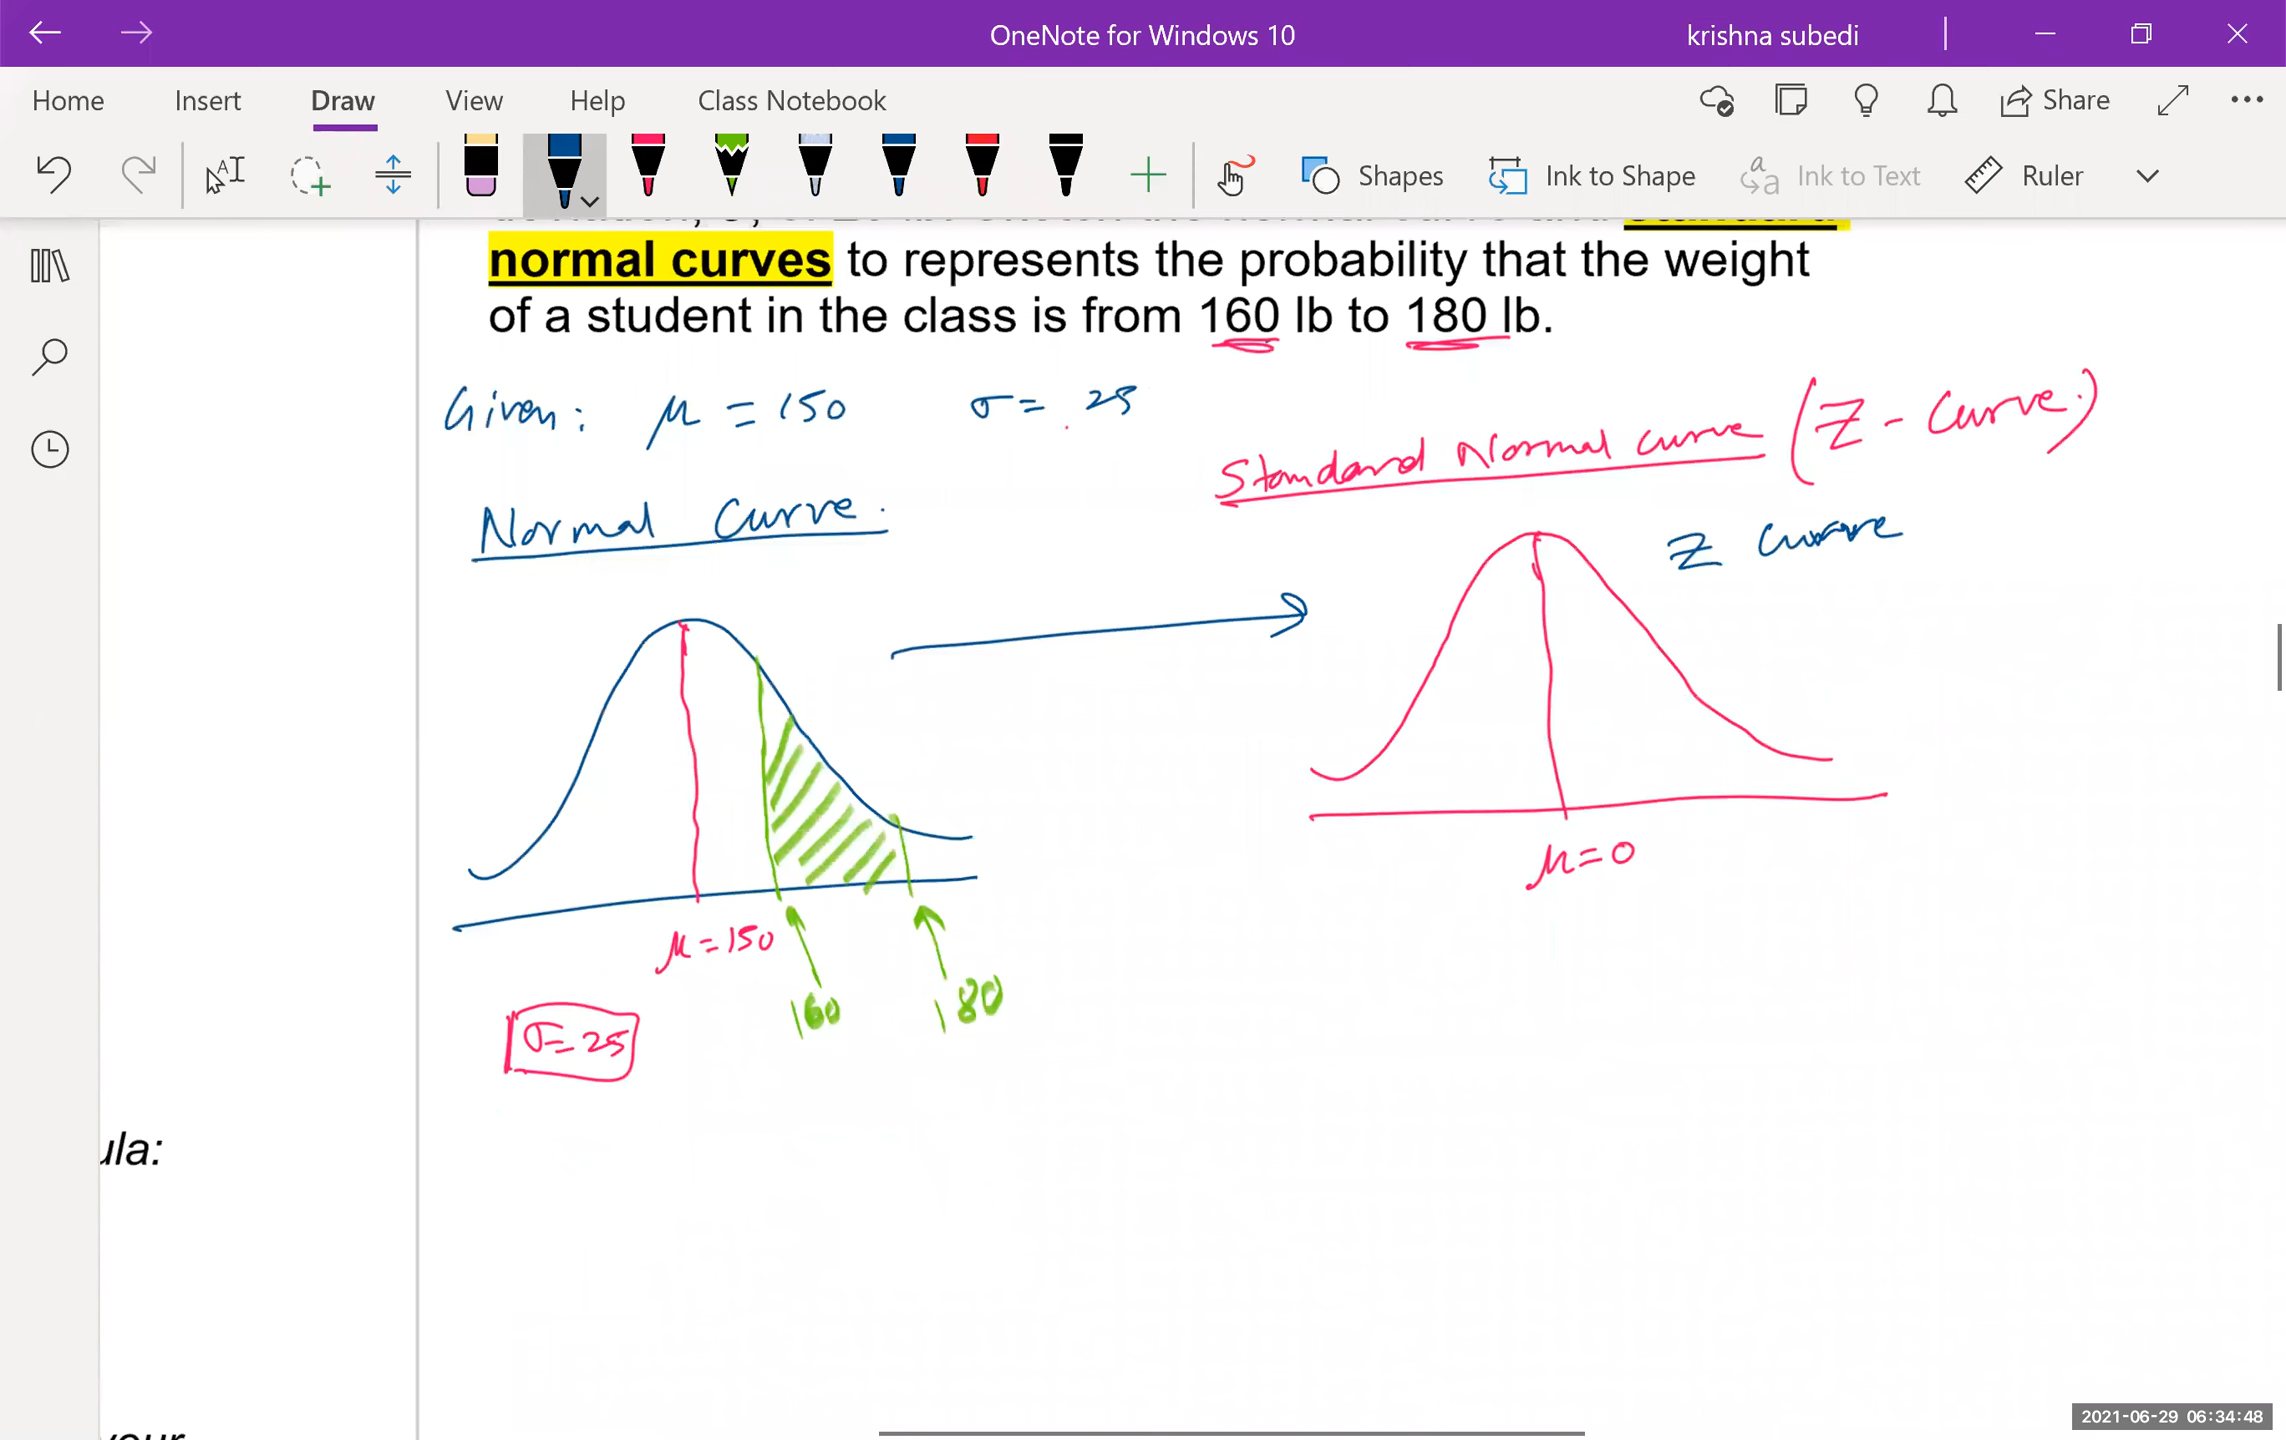 OneNote for Windows 10
krishna subedi
Home Insert Draw View Help Class Notebook Share
Shapes Ink to Shape Ink to Text Ruler
normal curves to represents the probability that the weight
of a student in the class is from 160 lb to 180 lb.
Given: μ = 150 σ = 25
Standard Normal curve (Z - Curve.)
Normal Curve.
Z Curve
μ = 0
μ = 150
160
180
σ = 25
ula:
2021-06-29 06:34:48